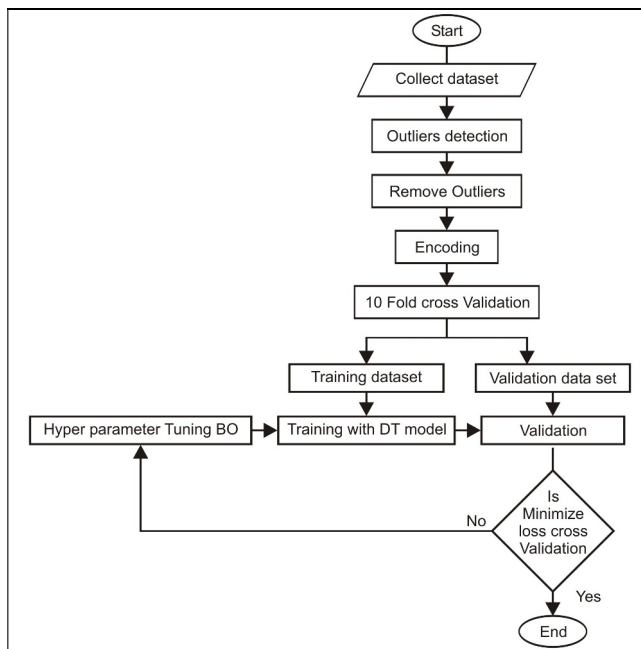 Start
Collect dataset
Outliers detection
Remove Outliers
Encoding
10 Fold cross Validation
Training dataset
Validation data set
Hyper parameter Tuning BO
Training with DT model
Validation
Is
Minimize
loss cross
Validation
No
Yes
End